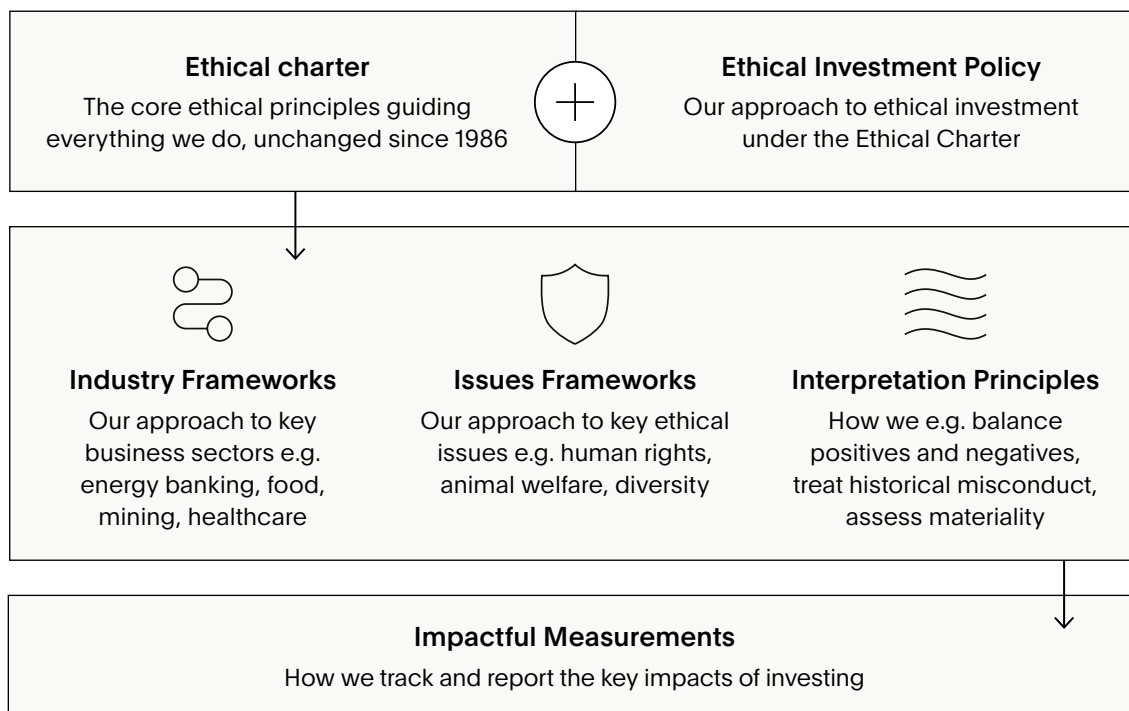 Ethical charter
The core ethical principles guiding
everything we do, unchanged since 1986
Ethical Investment Policy
Our approach to ethical investment
under the Ethical Charter
Industry Frameworks
Our approach to key
business sectors e.g.
energy banking, food,
mining, healthcare
Issues Frameworks
Our approach to key ethical
issues e.g. human rights,
animal welfare, diversity
Interpretation Principles
How we e.g. balance
positives and negatives,
treat historical misconduct,
assess materiality
Impactful Measurements
How we track and report the key impacts of investing